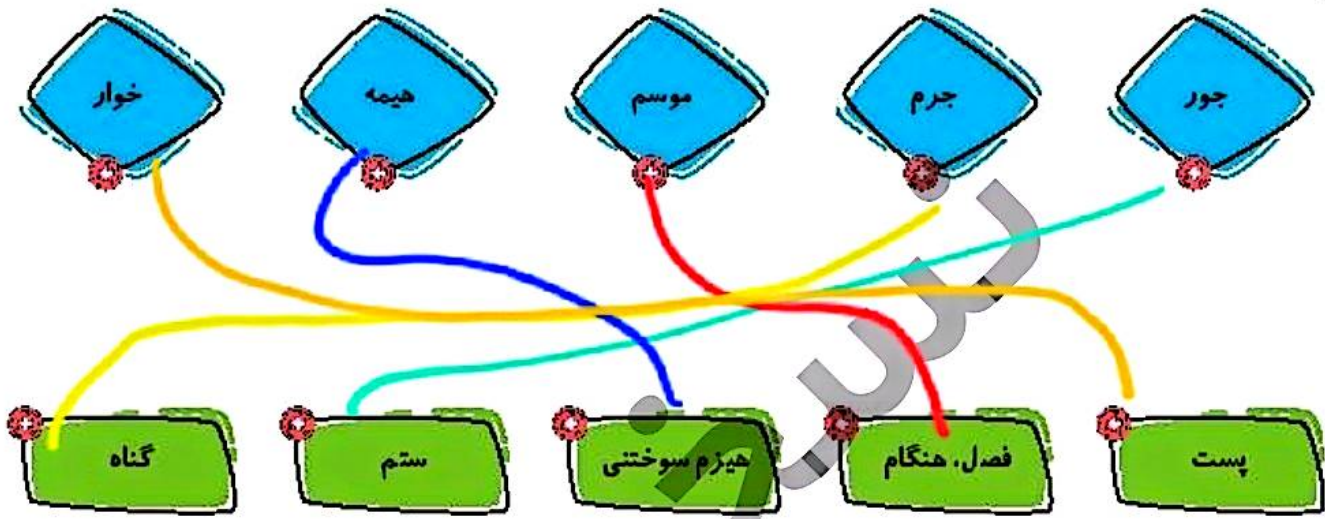 جور جرم موسم هیمه خوار
پست فصل، هنگام هیزم سوختنی ستم گناه